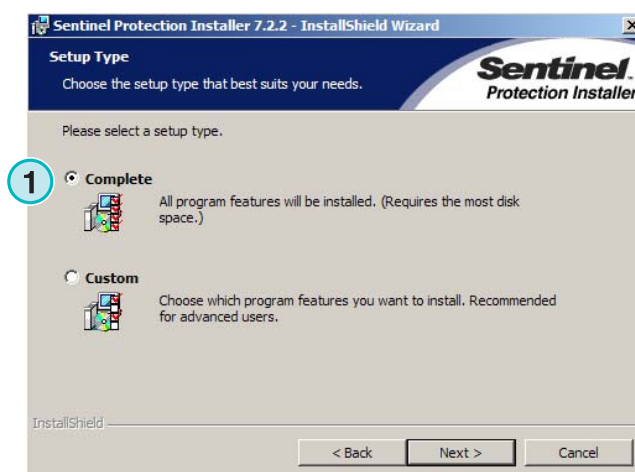 Sentinel Protection Installer 7.2.2 - InstallShield Wizard
Setup Type
Choose the setup type that best suits your needs.
Sentinel.
Protection Installer
Please select a setup type.
1
Complete
All program features will be installed. (Requires the most disk
space.)
Custom
Choose which program features you want to install. Recommended
for advanced users.
InstallShield
< Back
Next >
Cancel